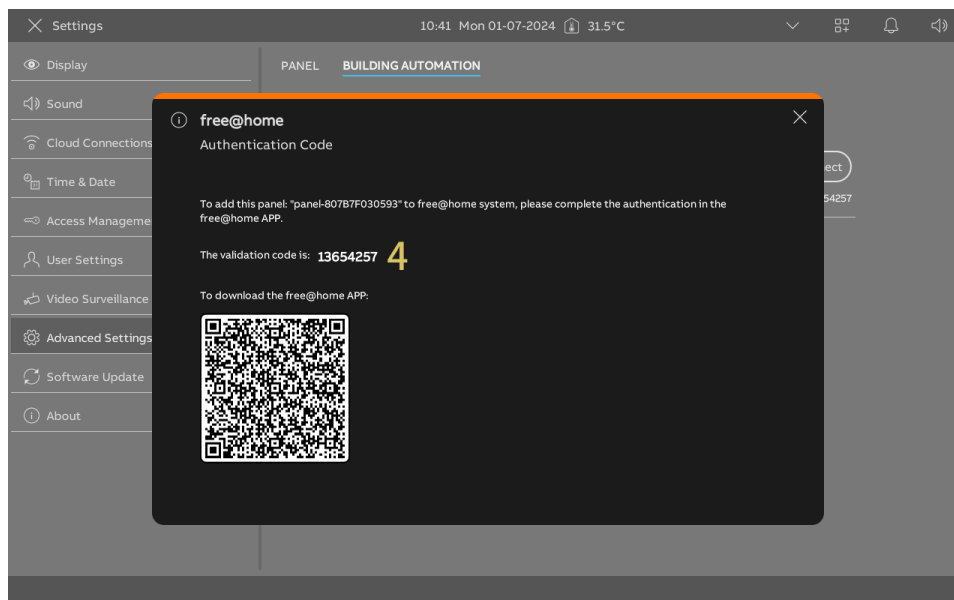 Settings
10:41 Mon 01-07-2024 31.5°C
Display
PANEL BUILDING AUTOMATION
Sound
free@home
Authentication Code
Cloud Connections
ect
Time & Date
54257
To add this panel: "panel-807B7F030593" to free@home system, please complete the authentication in the
free@home APP.
Access Manageme
The validation code is: 13654257 4
User Settings
To download the free@home APP:
Video Surveillance
Advanced Settings
Software Update
About